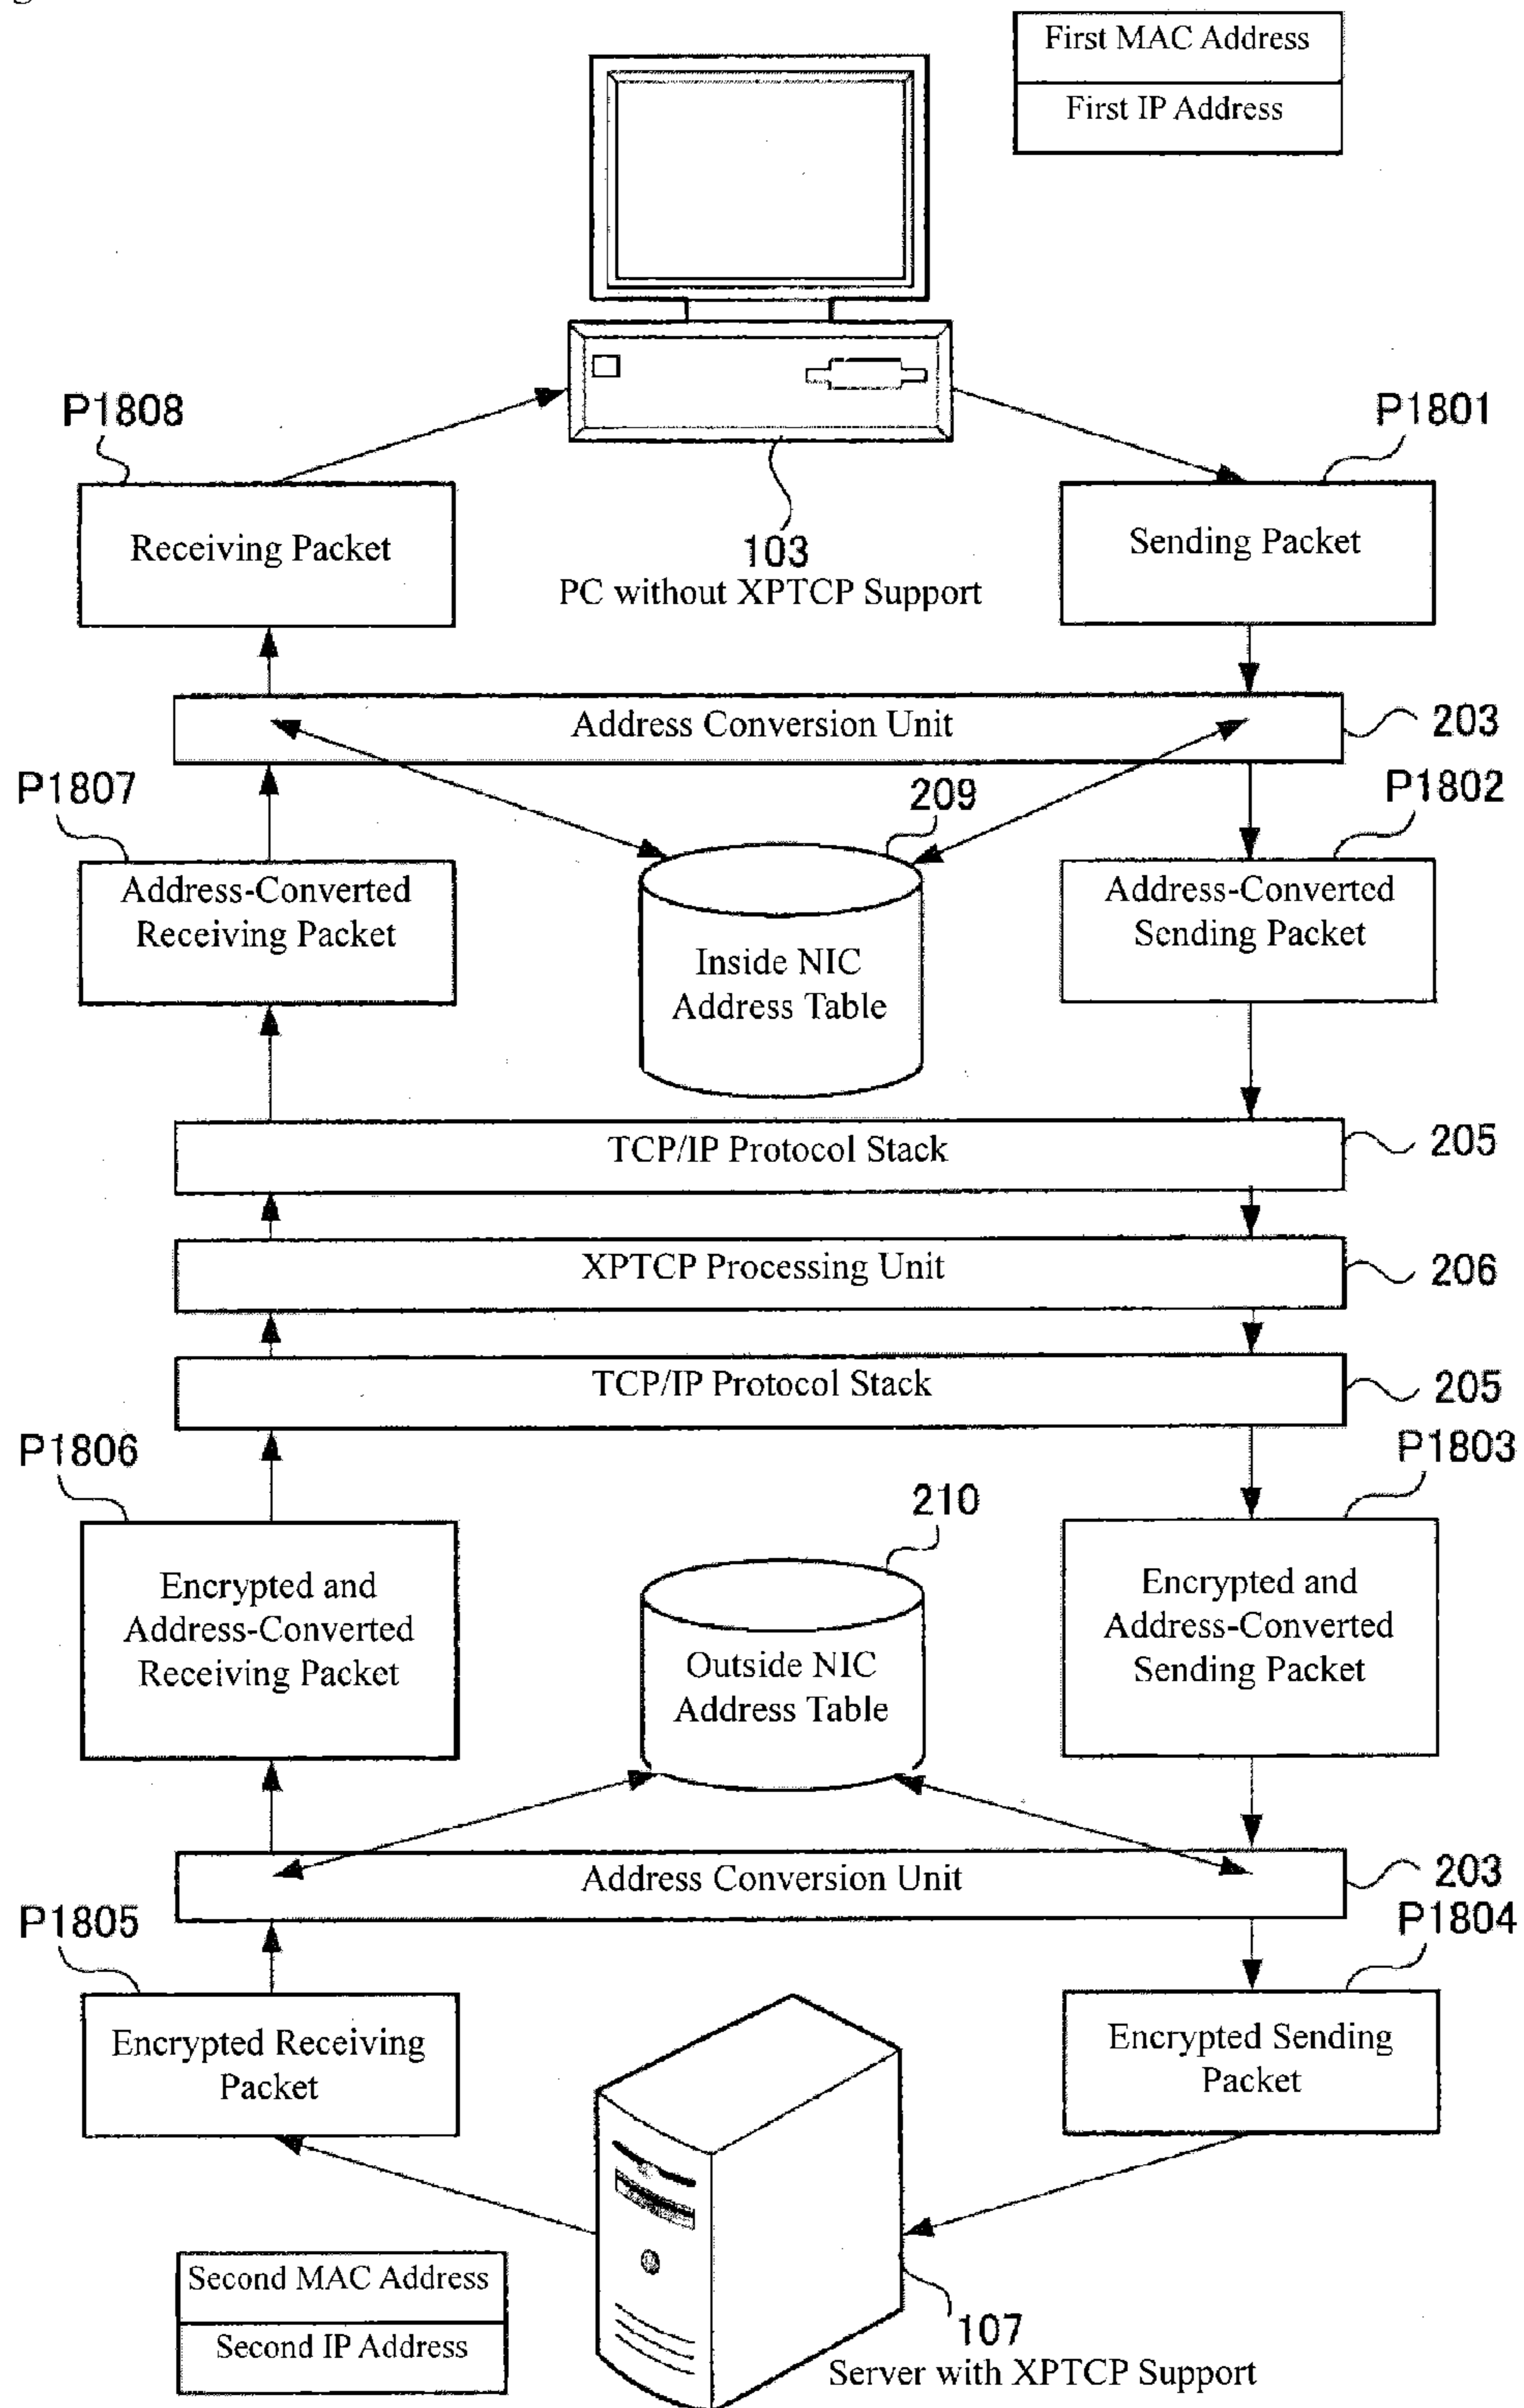 First MAC Address
First IP Address
P1808
P1801
Receiving Packet
103
PC without XPTCP Support
Sending Packet
Address Conversion Unit
203
P1807
209
P1802
Address-Converted
Receiving Packet
Inside NIC
Address Table
Address-Converted
Sending Packet
TCP/IP Protocol Stack
205
XPTCP Processing Unit
206
TCP/IP Protocol Stack
205
P1806
210
P1803
Encrypted and
Address-Converted
Receiving Packet
Outside NIC
Address Table
Encrypted and
Address-Converted
Sending Packet
Address Conversion Unit
203
P1805
P1804
Encrypted Receiving
Packet
Encrypted Sending
Packet
Second MAC Address
Second IP Address
107
Server with XPTCP Support